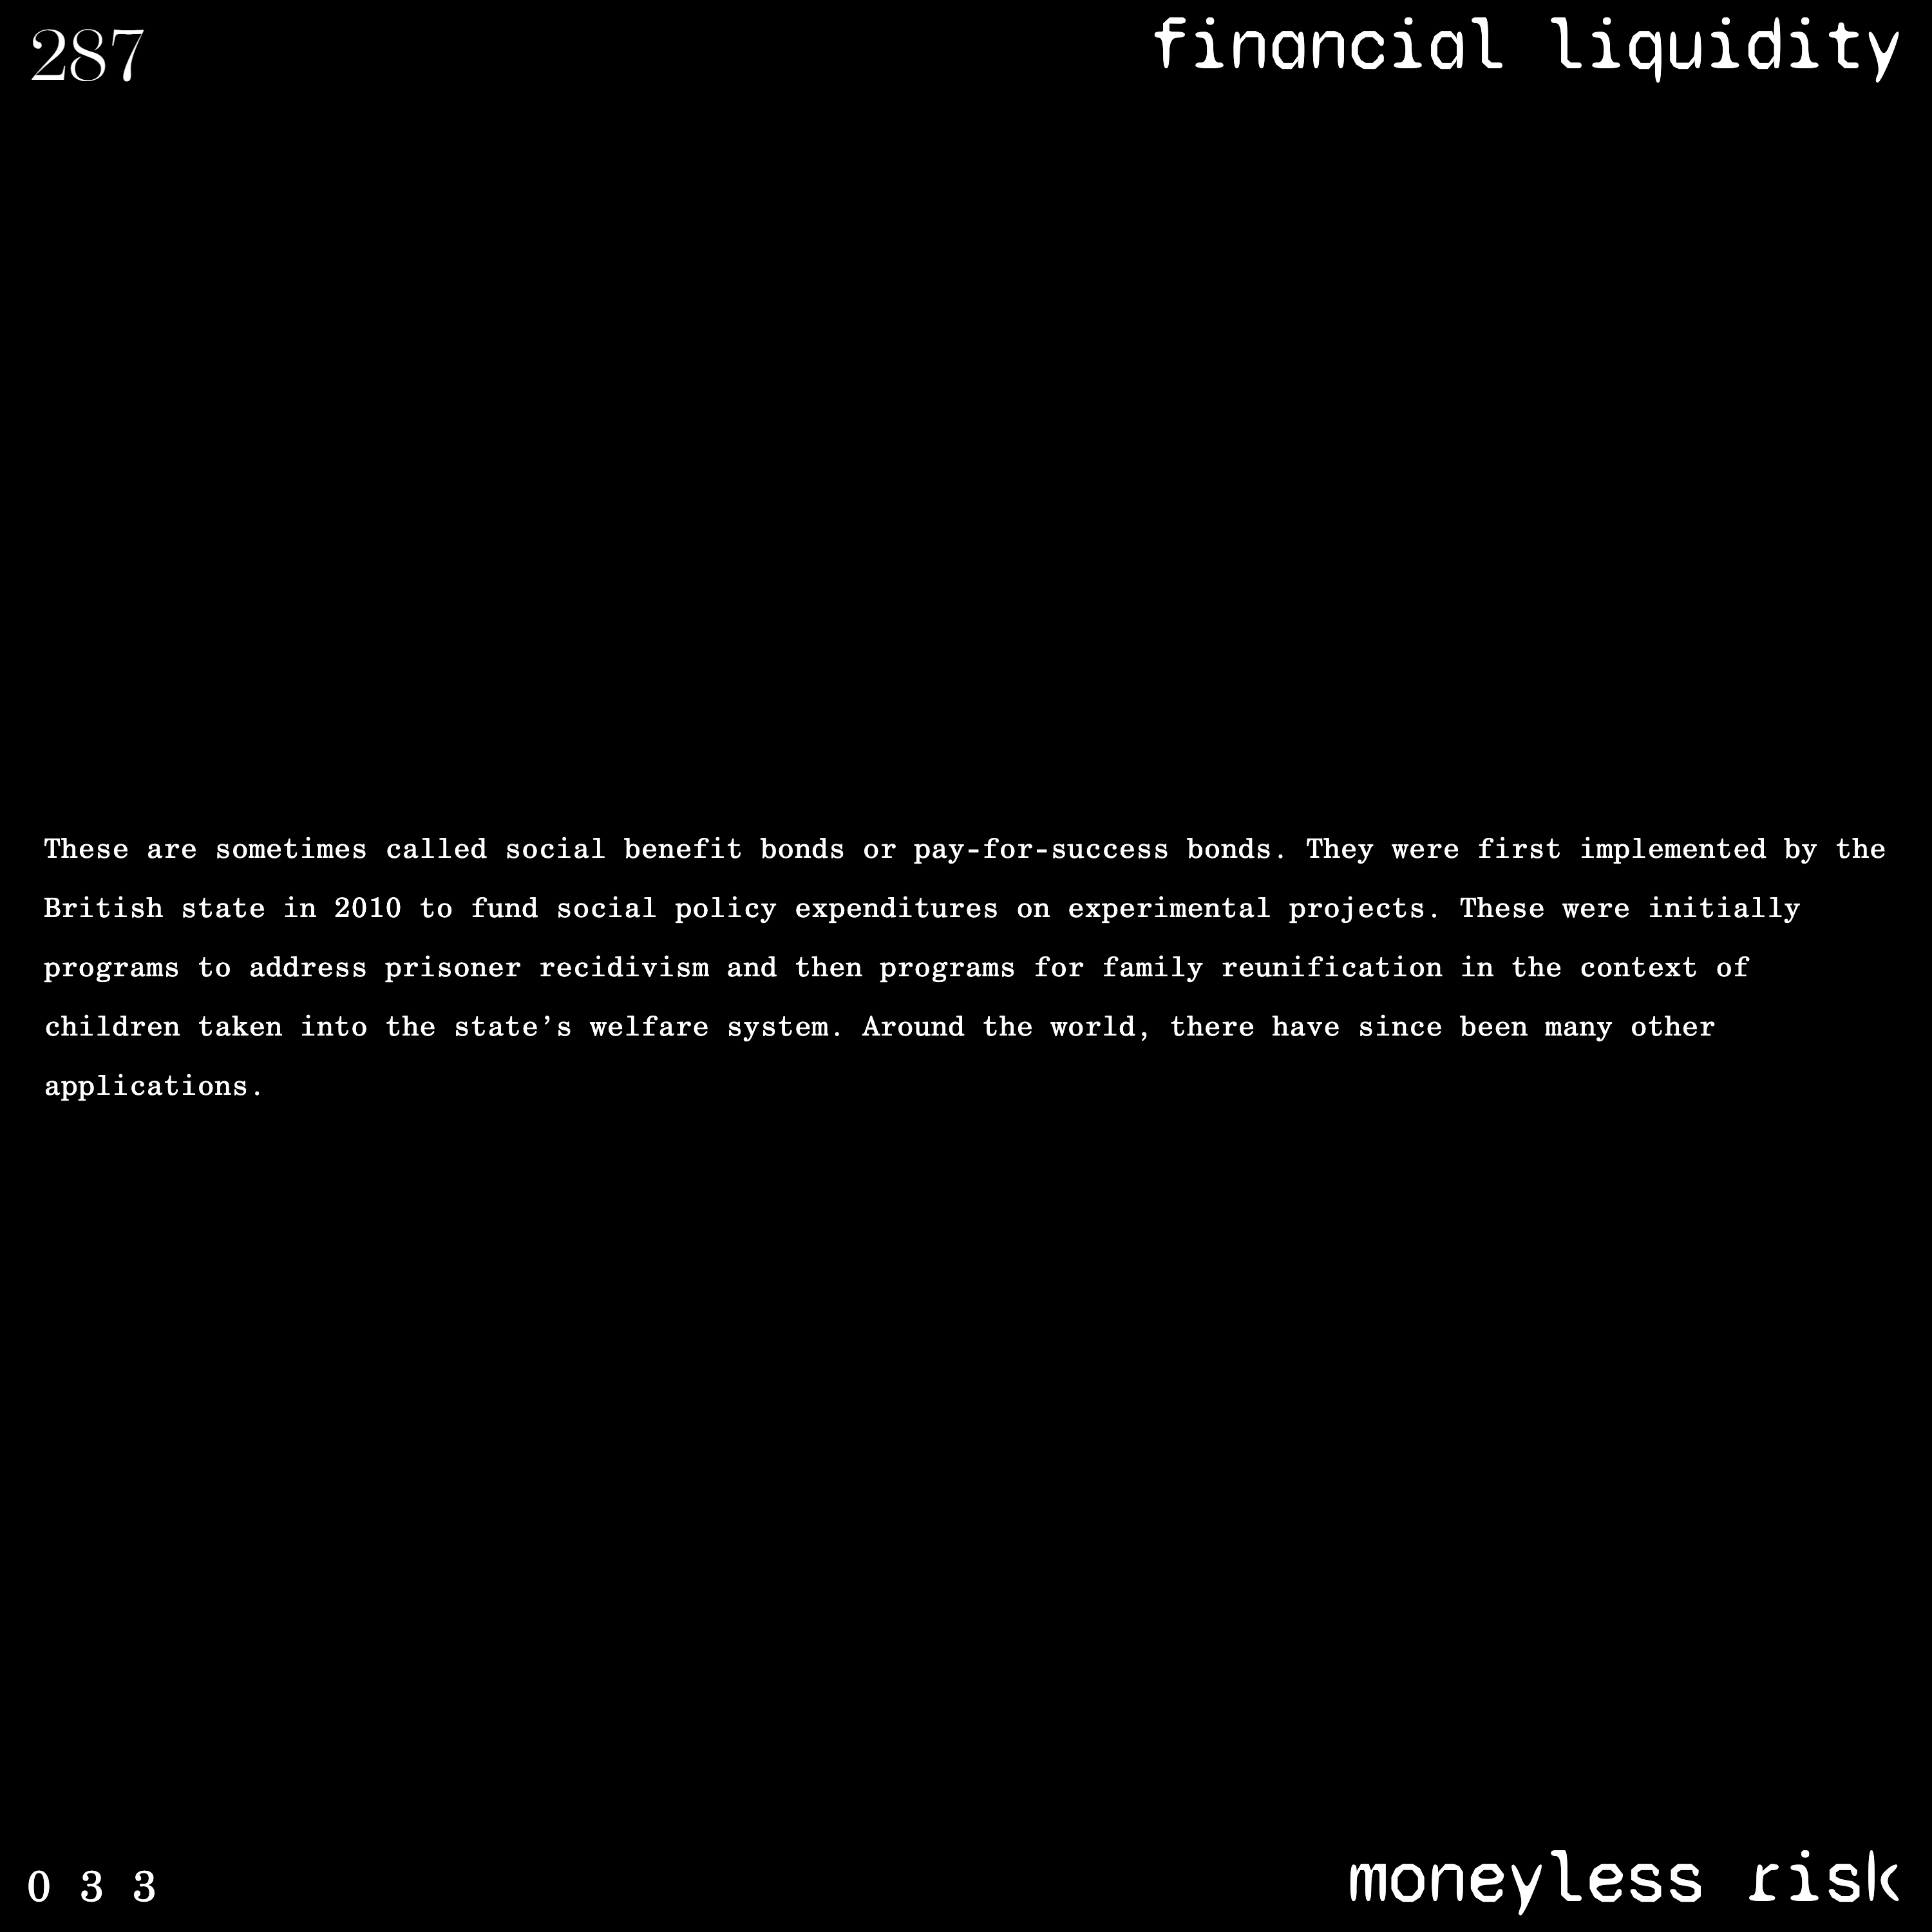 287
financial liquidity
These are sometimes called social benefit bonds or pay-for-success bonds. They were first implemented by the
British state in 2010 to fund social policy expenditures on experimental projects. These were initially
programs to address prisoner recidivism and then programs for family reunification in the context of
children taken into the state’s welfare system. Around the world, there have since been many other
applications.
0 3 3
moneyless risk